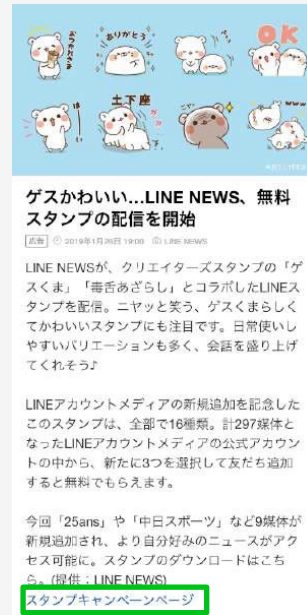 おつかれさま
ありがとう
OK
はーい
土下座
ゲスかわいい…LINE NEWS、無料
スタンプの配信を開始
広告 2019年1月28日 19:00 LINE NEWS
LINE NEWSが、クリエイターズスタンプの「ゲ
スくま」「毒舌あざらし」とコラボしたLINEス
タンプを配信。ニヤッと笑う、ゲスくまらしく
てかわいいスタンプにも注目です。日常使いし
やすいバリエーションも多く、会話を盛り上げ
てくれそう♪
LINEアカウントメディアの新規追加を記念した
このスタンプは、全部で16種類。計297媒体と
なったLINEアカウントメディアの公式アカウン
トの中から、新たに3つを選択して友だち追加
すると無料でもらえます。
今回「25ans」や「中日スポーツ」など9媒体が
新規追加され、より自分好みのニュースがアク
セス可能に。スタンプのダウンロードはこち
ら。(提供：LINE NEWS)
スタンプキャンペーンページ